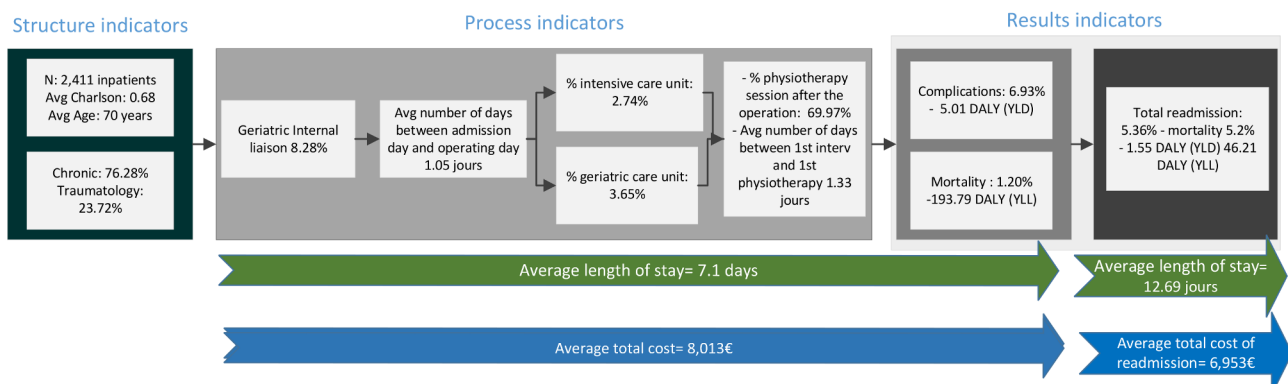 Structure indicators
Process indicators
Results indicators
N: 2,411 inpatients
Avg Charlson: 0.68
Avg Age: 70 years
Chronic: 76.28%
Traumatology:
23.72%
Geriatric Internal
liaison 8.28%
Avg number of days
between admission
day and operating day
1.05 jours
% intensive care unit:
2.74%
% geriatric care unit:
3.65%
- % physiotherapy
session after the
operation: 69.97%
- Avg number of days
between 1st interv
and 1st
physiotherapy 1.33
jours
Complications: 6.93%
- 5.01 DALY (YLD)
Mortality : 1.20%
-193.79 DALY (YLL)
Total readmission:
5.36% - mortality 5.2%
- 1.55 DALY (YLD) 46.21
DALY (YLL)
Average length of stay= 7.1 days
Average length of stay=
12.69 jours
Average total cost= 8,013€
Average total cost of
readmission= 6,953€